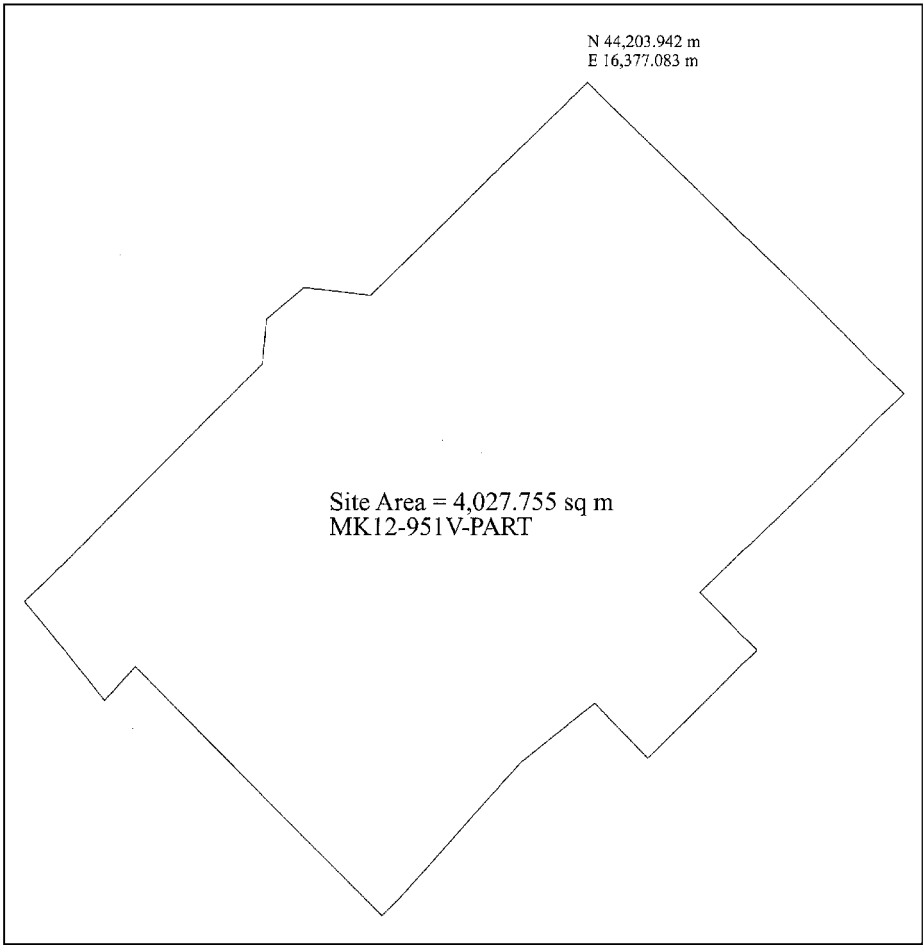 N 44,203.942 m
E 16,377.083 m
Site Area = 4,027.755 sq m
MK12-951V-PART